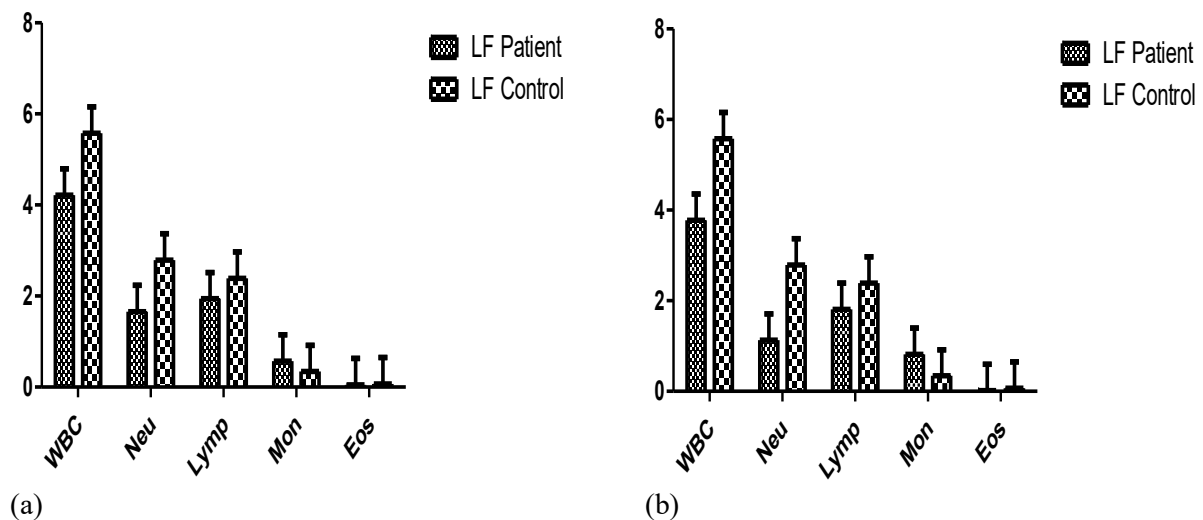 8
6
4
2
0
LF Patient
LF Control
WBC
Neu
Lymp
Mon
Eos
(a)
8
6
4
2
0
LF Patient
LF Control
WBC
Neu
Lymp
Mon
Eos
(b)